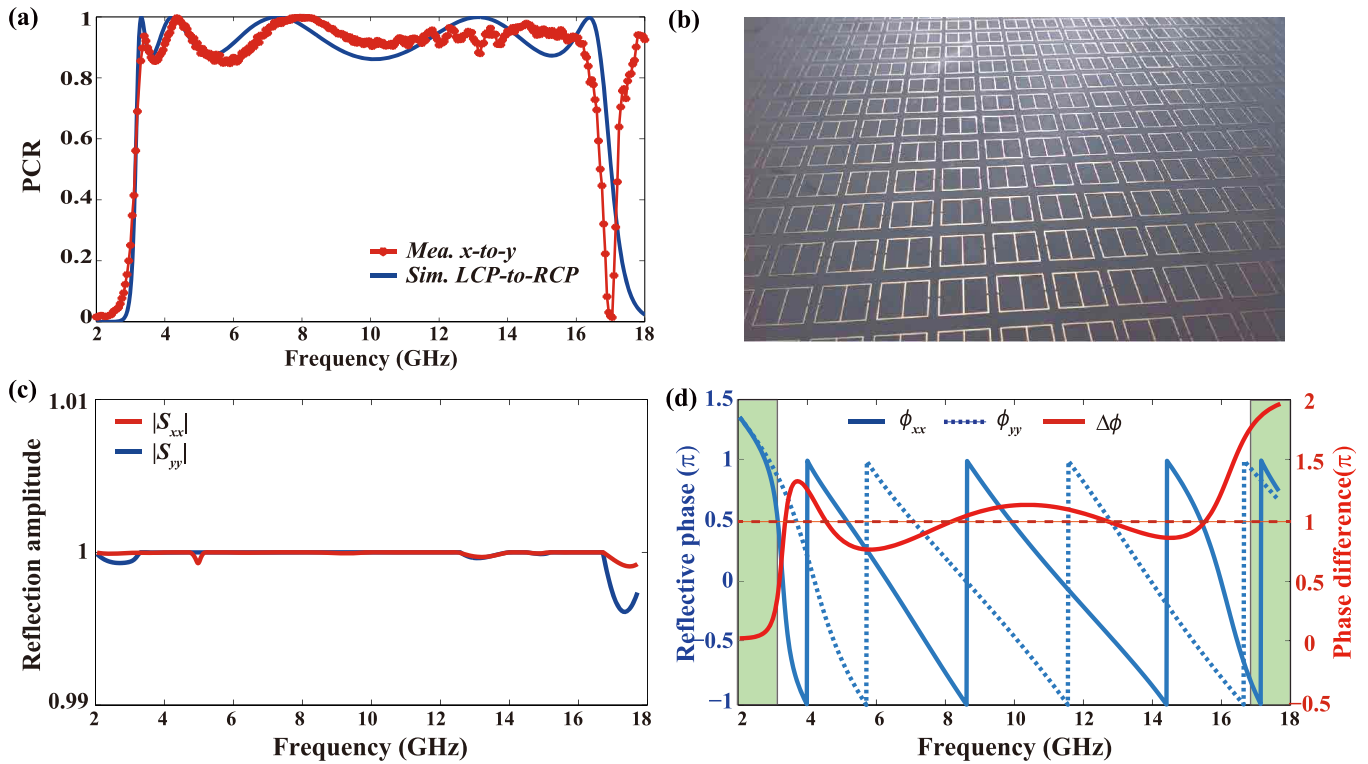 (a)
1
0.8
0.6
0.4
0.2
0
PCR
Mea. x-to-y
Sim. LCP-to-RCP
2 4 6 8 10 12 14 16 18
Frequency (GHz)
(b)
(c)
1.01
1
0.99
Reflection amplitude
|Sxx|
|Syy|
2 4 6 8 10 12 14 16 18
Frequency (GHz)
(d)
1.5
1
0.5
0
−0.5
−1
Reflective phase (π)
ϕxx ϕyy Δϕ
2
1.5
1
0.5
0
−0.5
Phase difference(π)
2 4 6 8 10 12 14 16 18
Frequency (GHz)